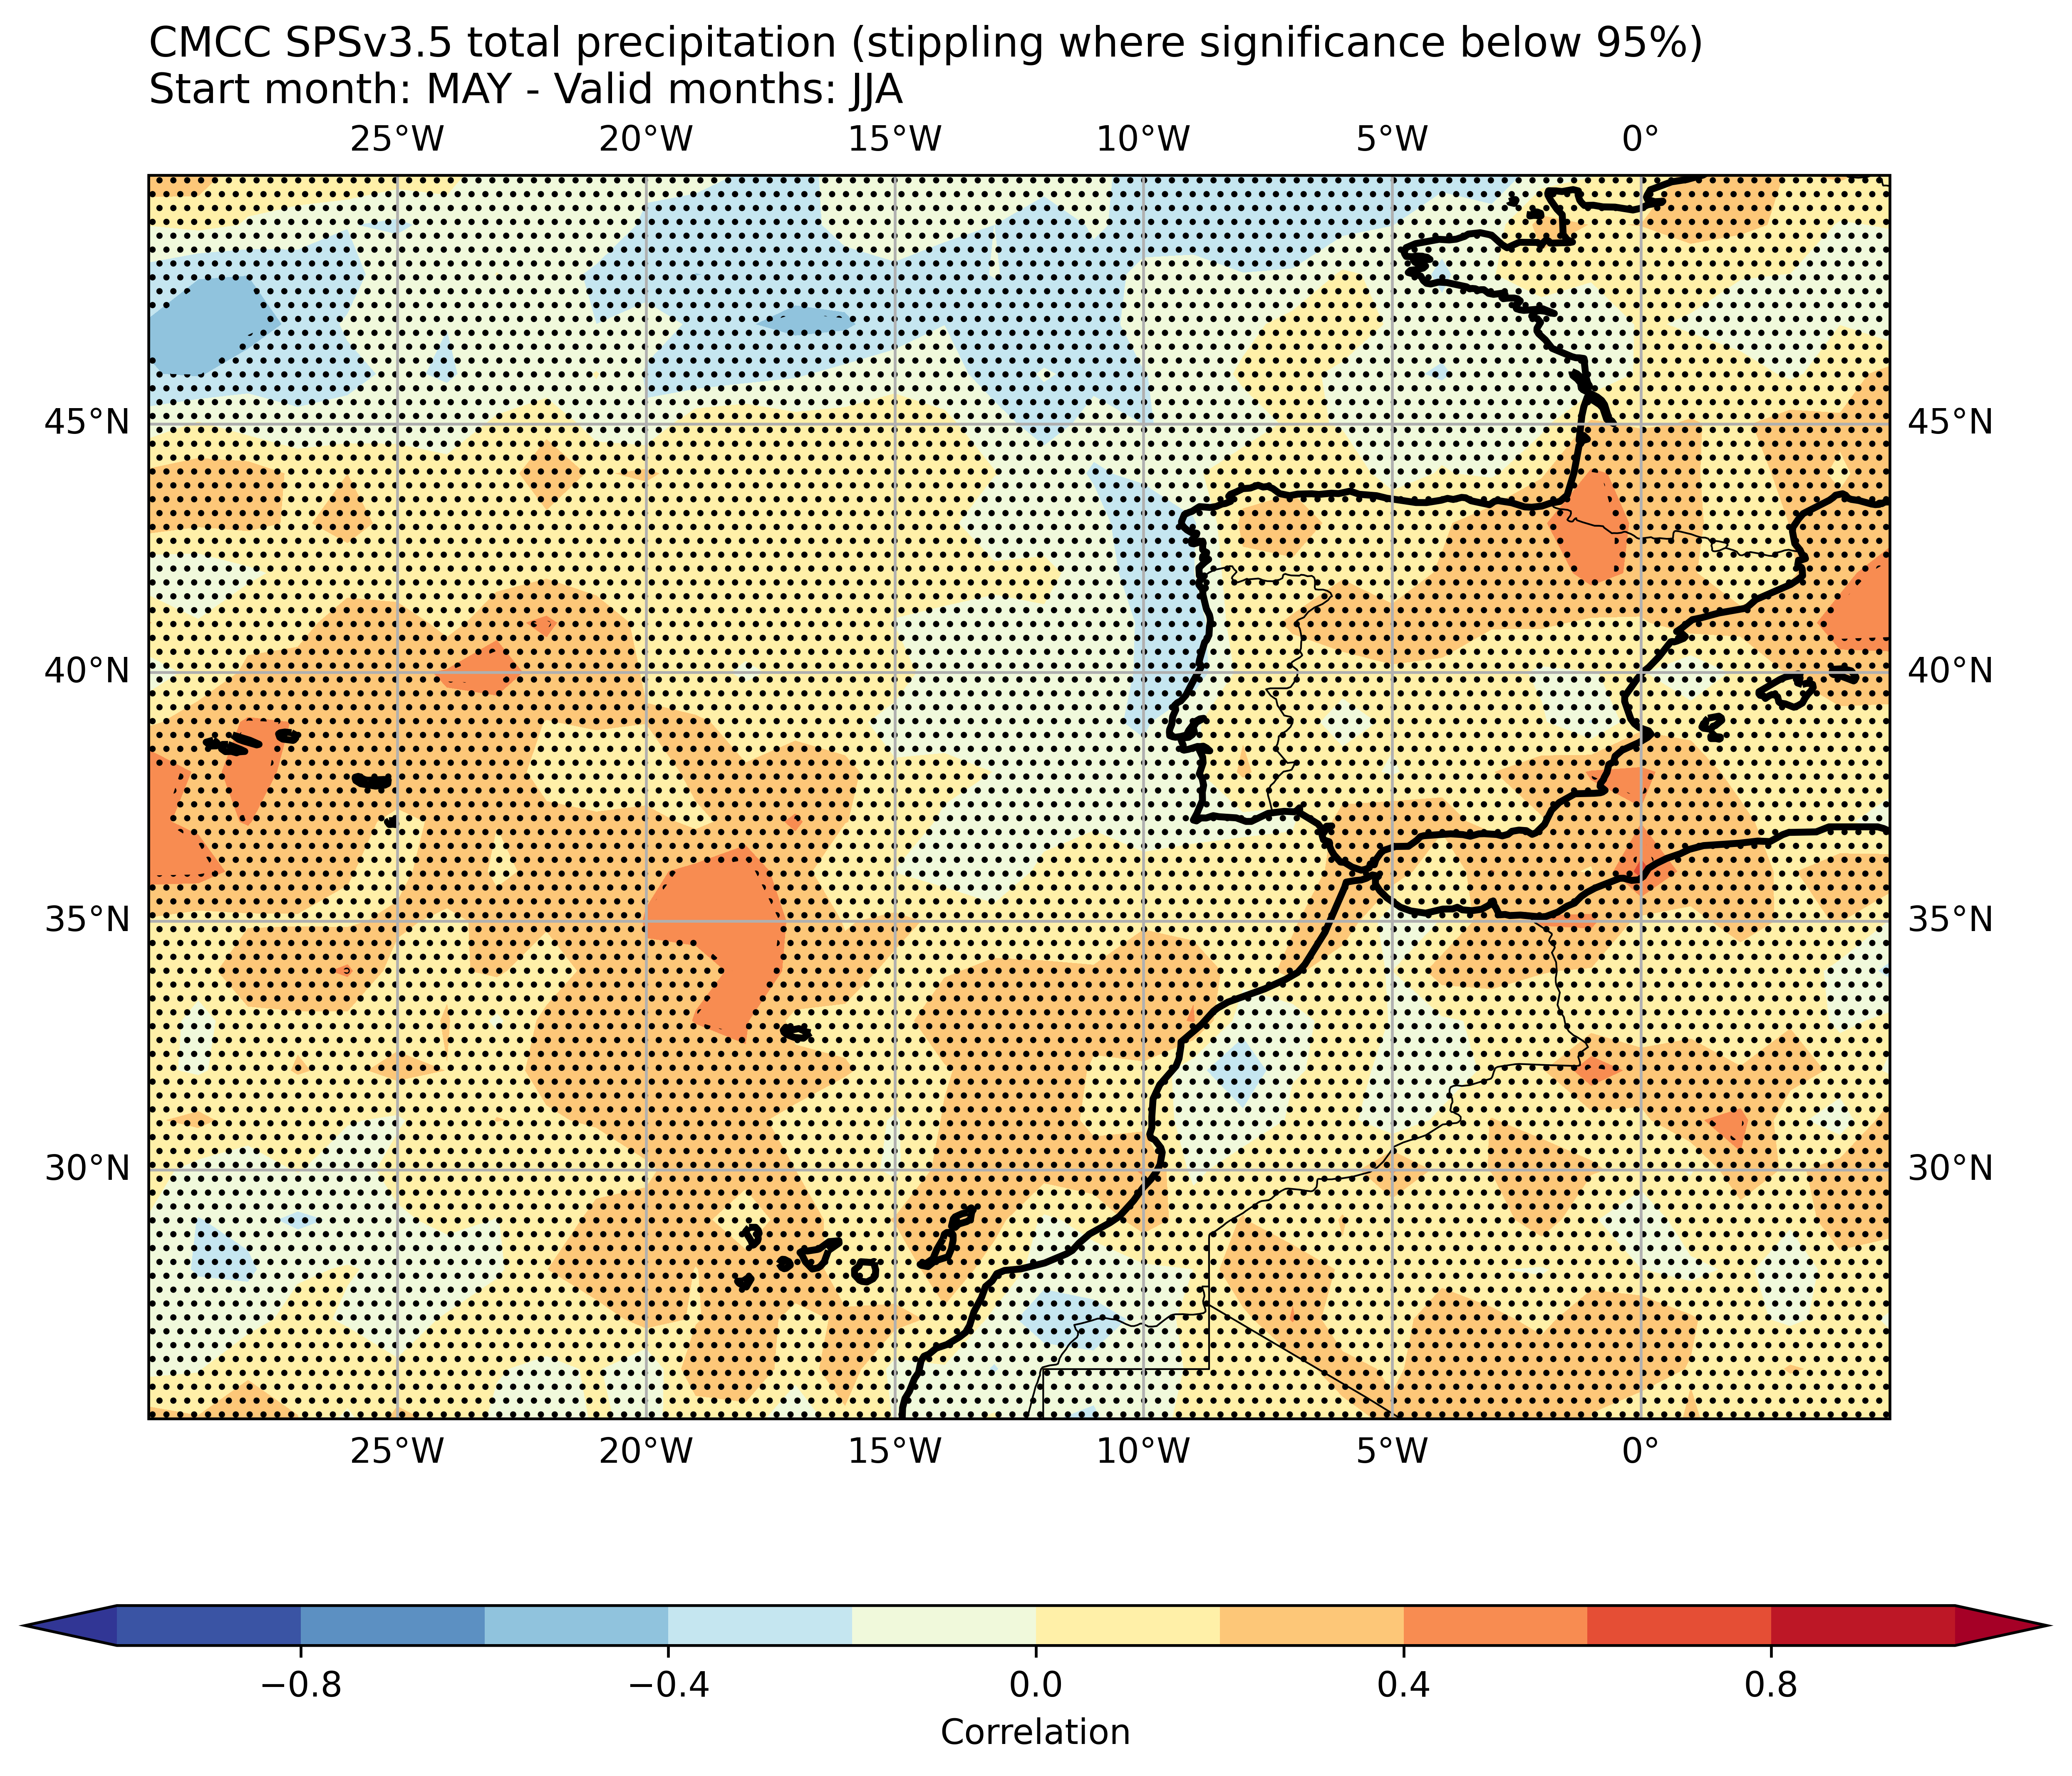 CMCC SPSv3.5 total precipitation (stippling where significance below 95%)
Start month: MAY - Valid months: JJA
25°W 20°W 15°W 10°W 5°W 0°
45°N 45°N
40°N 40°N
35°N 35°N
30°N 30°N
25°W 20°W 15°W 10°W 5°W 0°
−0.8 −0.4 0.0 0.4 0.8
Correlation